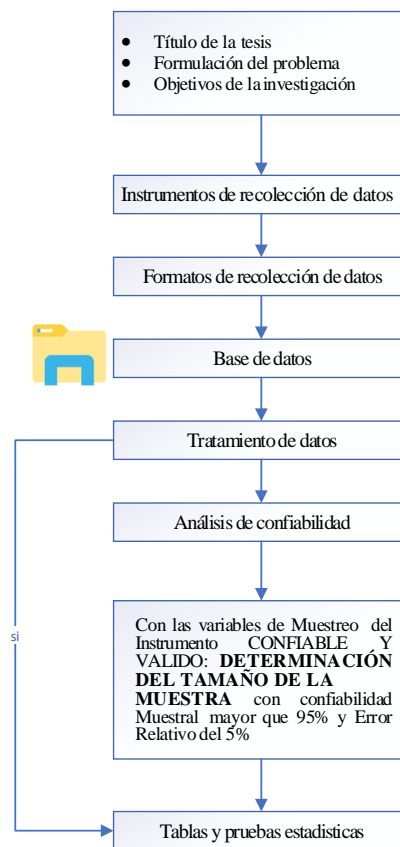 • Título de la tesis
• Formulación del problema
• Objetivos de la investigación
Instrumentos de recolección de datos
Formatos de recolección de datos
Base de datos
Tratamiento de datos
Análisis de confiabilidad
si
Con las variables de Muestreo del
Instrumento CONFIABLE Y
VALIDO: DETERMINACIÓN
DEL TAMAÑO DE LA
MUESTRA con confiabilidad
Muestral mayor que 95% y Error
Relativo del 5%
Tablas y pruebas estadisticas